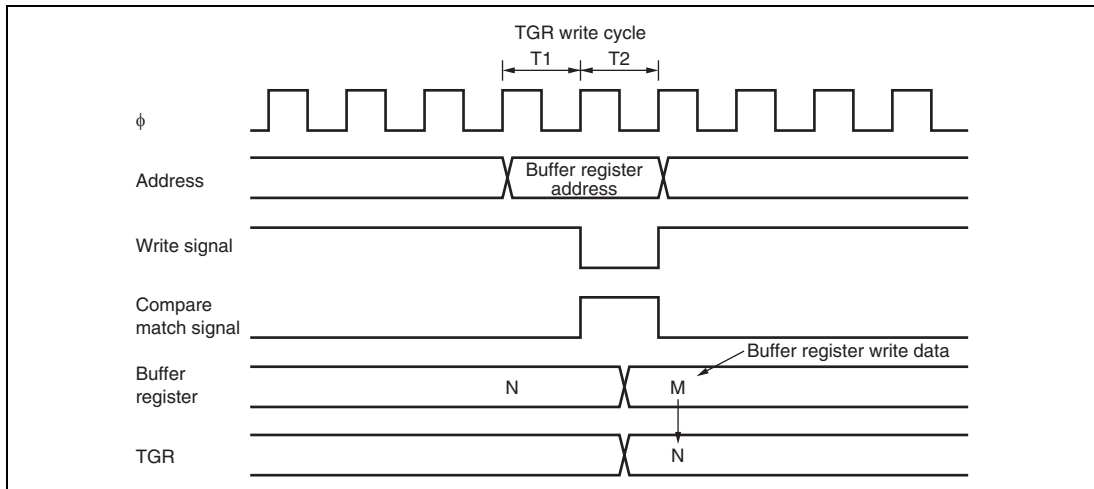 TGR write cycle
T1 T2
ϕ
Address
Buffer register
address
Write signal
Compare
match signal
Buffer register write data
Buffer
register
N M
TGR
N